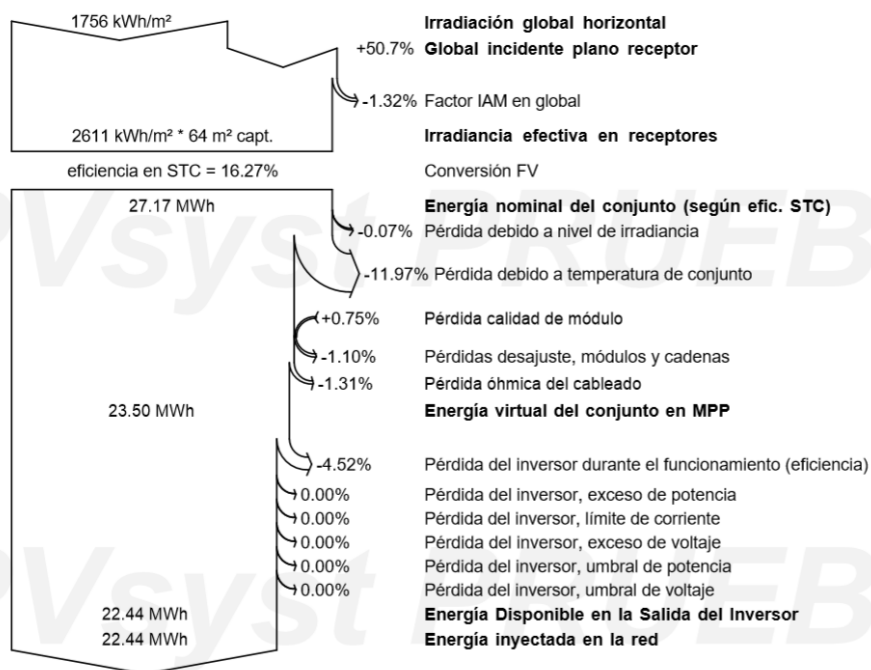 1756 kWh/m² Irradiación global horizontal
+50.7% Global incidente plano receptor
-1.32% Factor IAM en global
2611 kWh/m² * 64 m² capt. Irradiancia efectiva en receptores
eficiencia en STC = 16.27% Conversión FV
27.17 MWh Energía nominal del conjunto (según efic. STC)
-0.07% Pérdida debido a nivel de irradiancia
-11.97% Pérdida debido a temperatura de conjunto
+0.75% Pérdida calidad de módulo
-1.10% Pérdidas desajuste, módulos y cadenas
-1.31% Pérdida óhmica del cableado
23.50 MWh Energía virtual del conjunto en MPP
-4.52% Pérdida del inversor durante el funcionamiento (eficiencia)
0.00% Pérdida del inversor, exceso de potencia
0.00% Pérdida del inversor, límite de corriente
0.00% Pérdida del inversor, exceso de voltaje
0.00% Pérdida del inversor, umbral de potencia
0.00% Pérdida del inversor, umbral de voltaje
22.44 MWh Energía Disponible en la Salida del Inversor
22.44 MWh Energía inyectada en la red
PVsyst PRUEB
PVsyst PRUEB